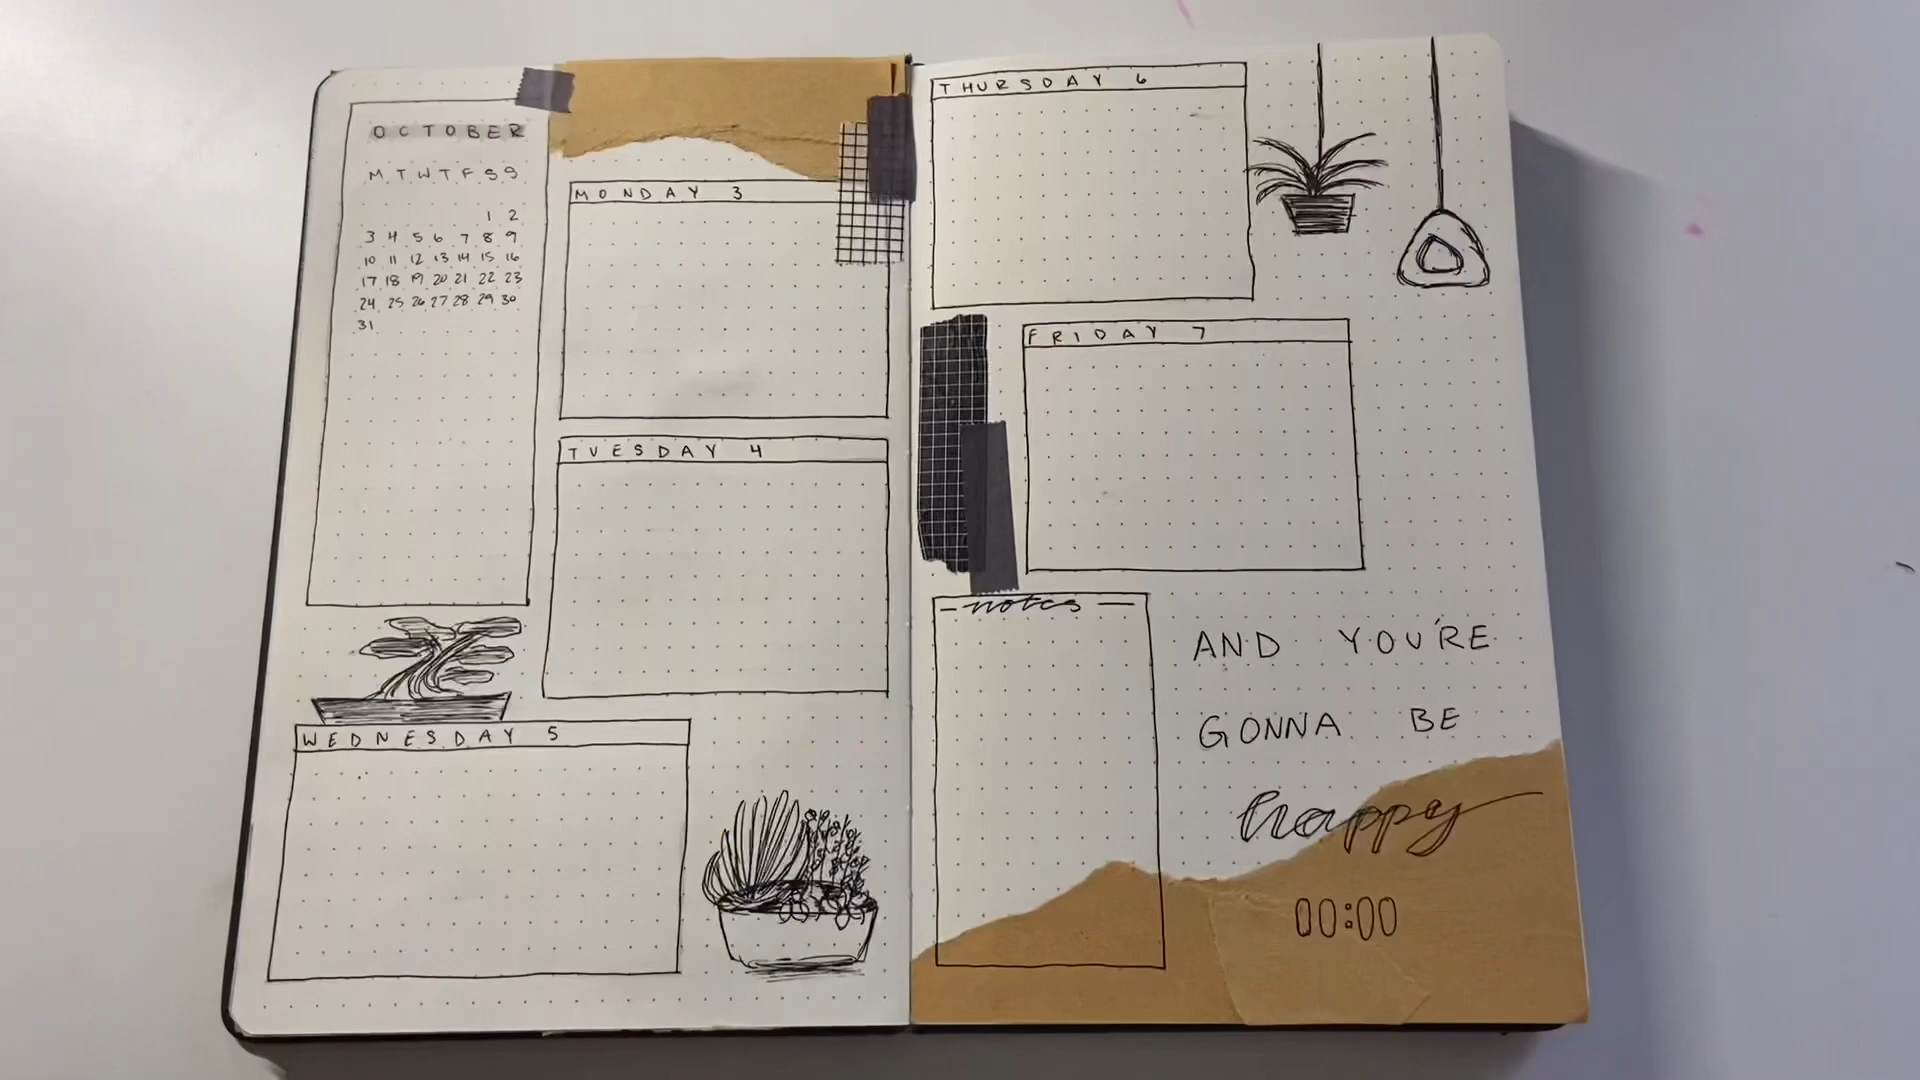 OCTOBER
M T W T F S S
1 2
3 4 5 6 7 8 9
10 11 12 13 14 15 16
17 18 19 20 21 22 23
24 25 26 27 28 29 30
31
MONDAY 3
TUESDAY 4
WEDNESDAY 5
THURSDAY 6
FRIDAY 7
- notes -
AND YOU'RE
GONNA BE
happy
00:00